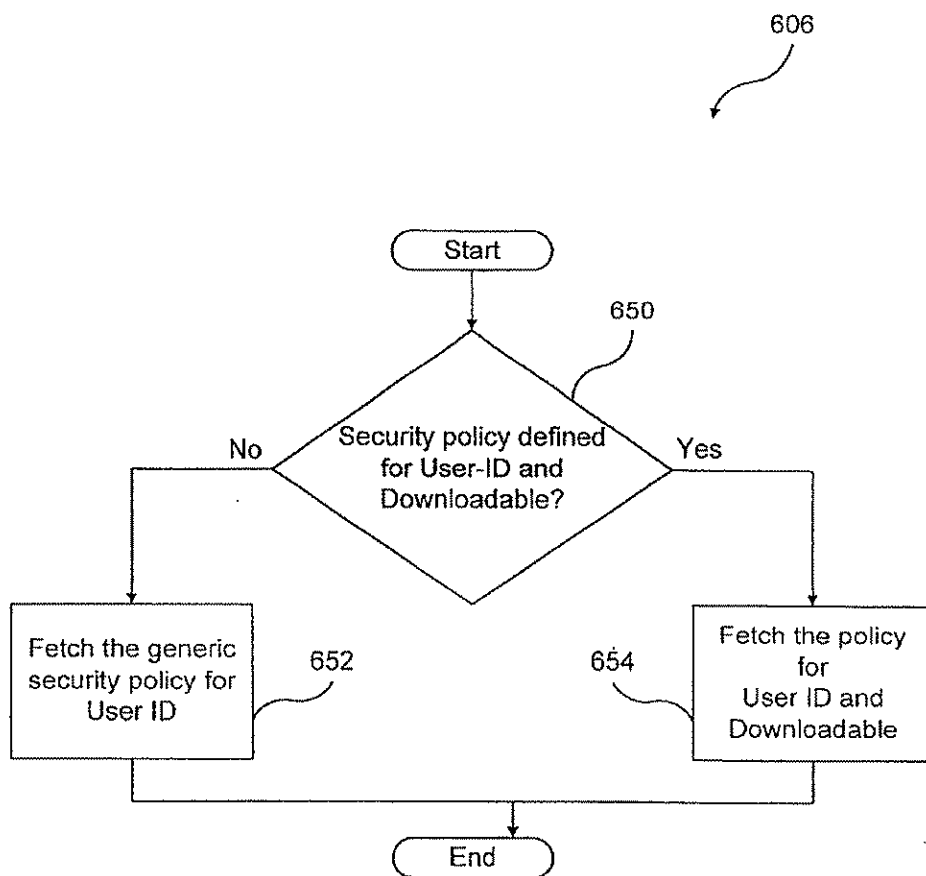 606
Start
650
Security policy defined
for User-ID and
Downloadable?
No
Yes
Fetch the generic
security policy for
User ID
652
654
Fetch the policy
for
User ID and
Downloadable
End